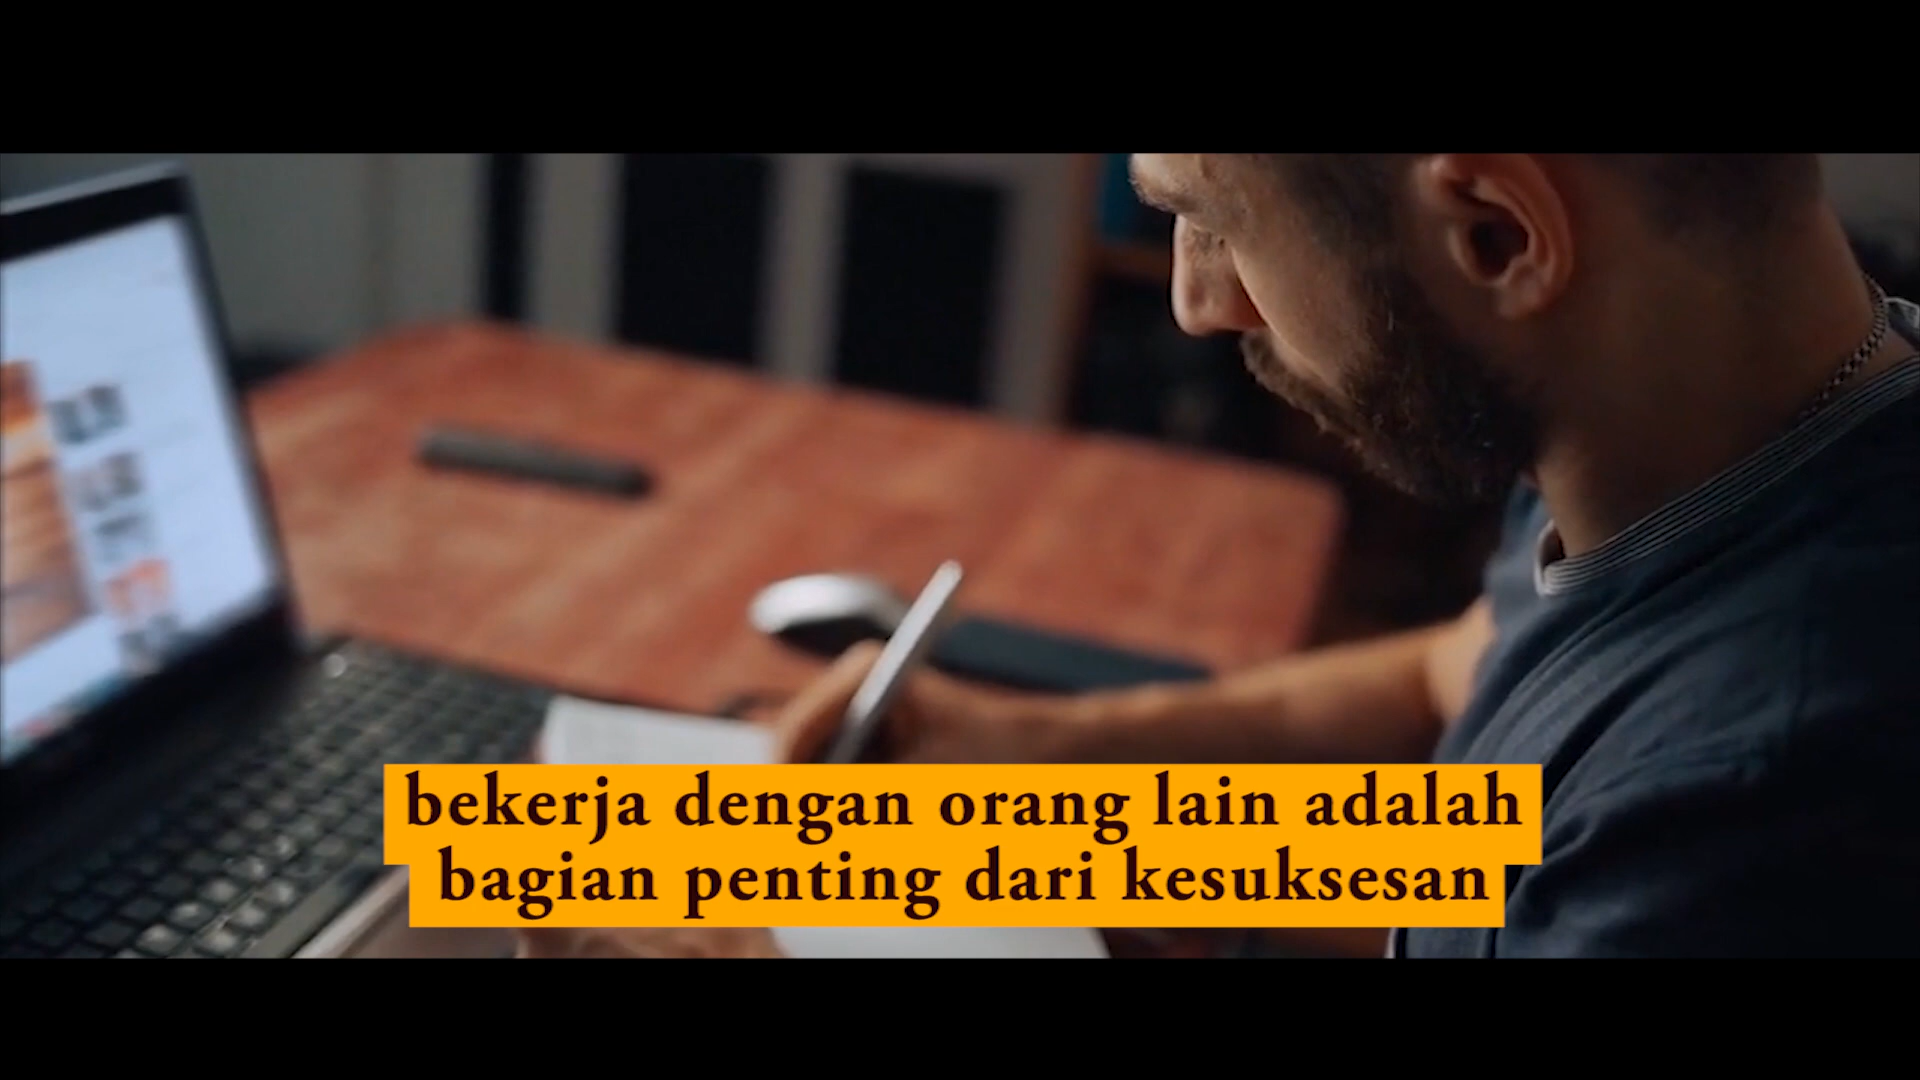 bekerja dengan orang lain adalah
bagian penting dari kesuksesan